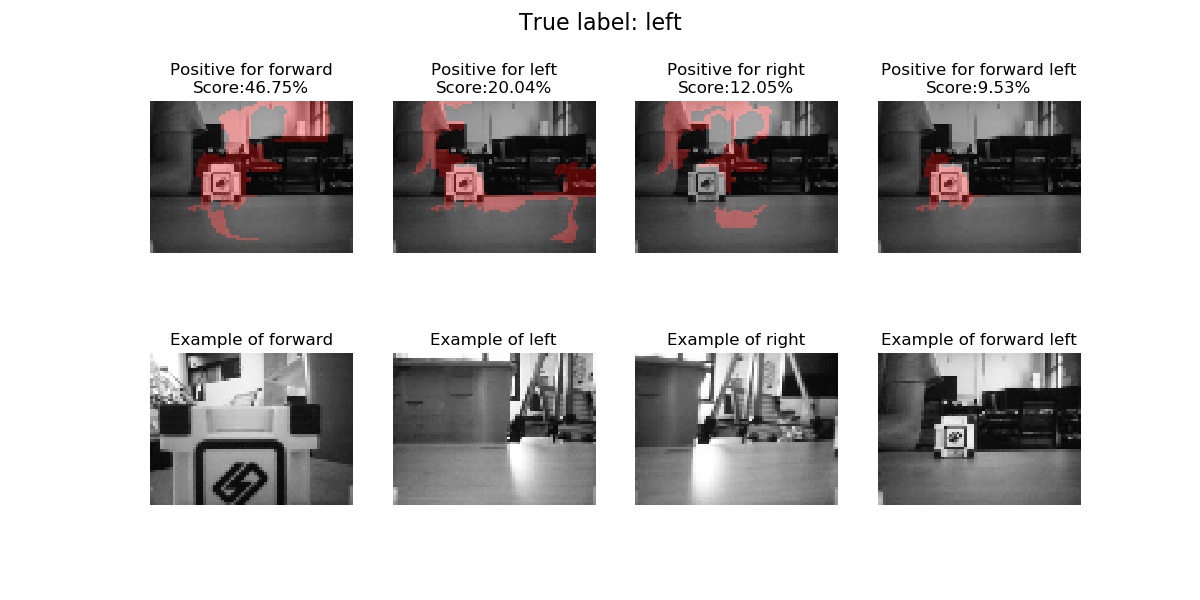 True label: left
Positive for forward
Score:46.75%
Positive for left
Score:20.04%
Positive for right
Score:12.05%
Positive for forward left
Score:9.53%
Example of forward
Example of left
Example of right
Example of forward left